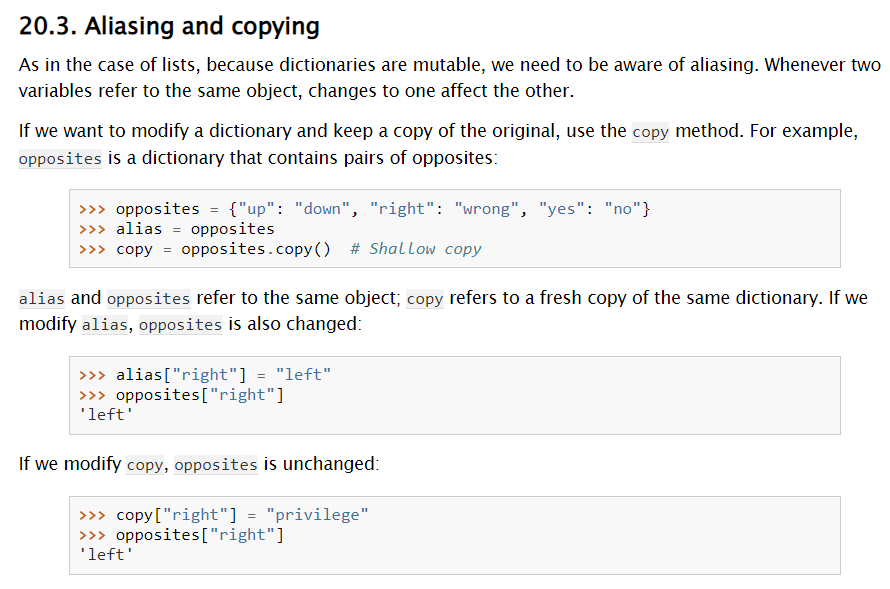 20.3. Aliasing and copying
As in the case of lists, because dictionaries are mutable, we need to be aware of aliasing. Whenever two
variables refer to the same object, changes to one affect the other.
If we want to modify a dictionary and keep a copy of the original, use the copy method. For example,
opposites is a dictionary that contains pairs of opposites:
>>> opposites = {"up": "down", "right": "wrong", "yes": "no"}
>>> alias = opposites
>>> copy = opposites.copy()  # Shallow copy
alias and opposites refer to the same object; copy refers to a fresh copy of the same dictionary. If we
modify alias, opposites is also changed:
>>> alias["right"] = "left"
>>> opposites["right"]
'left'
If we modify copy, opposites is unchanged:
>>> copy["right"] = "privilege"
>>> opposites["right"]
'left'